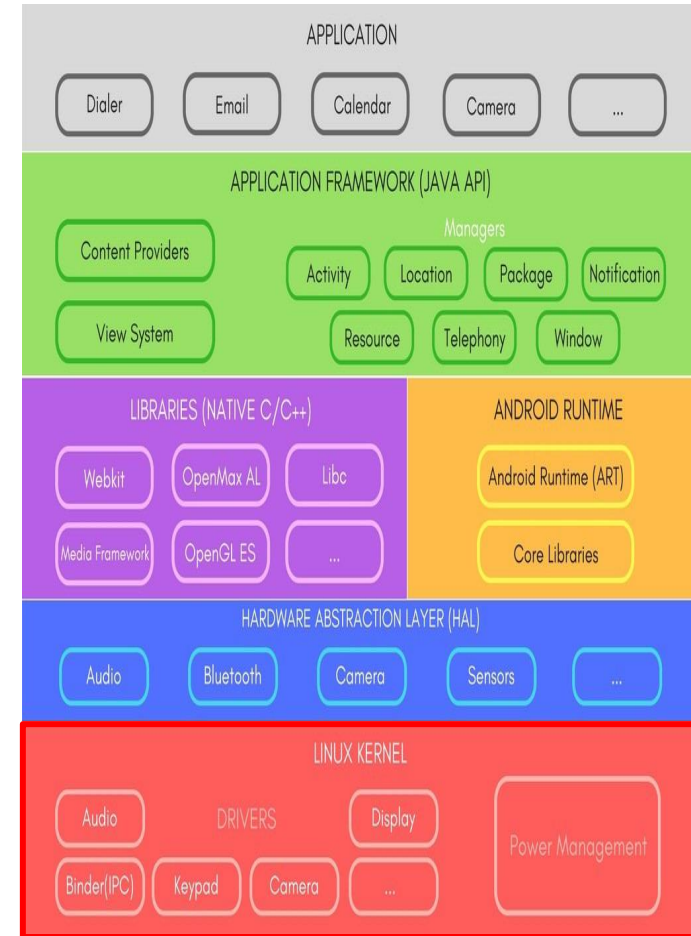 APPLICATION
Dialer Email Calendar Camera ...
APPLICATION FRAMEWORK (JAVA API)
Managers
Content Providers
Activity Location Package Notification
View System
Resource Telephony Window
LIBRARIES (NATIVE C/C++)
Webkit OpenMax AL Libc
Media Framework OpenGL ES ...
ANDROID RUNTIME
Android Runtime (ART)
Core Libraries
HARDWARE ABSTRACTION LAYER (HAL)
Audio Bluetooth Camera Sensors ...
LINUX KERNEL
Audio DRIVERS Display
Binder(IPC) Keypad Camera ...
Power Management